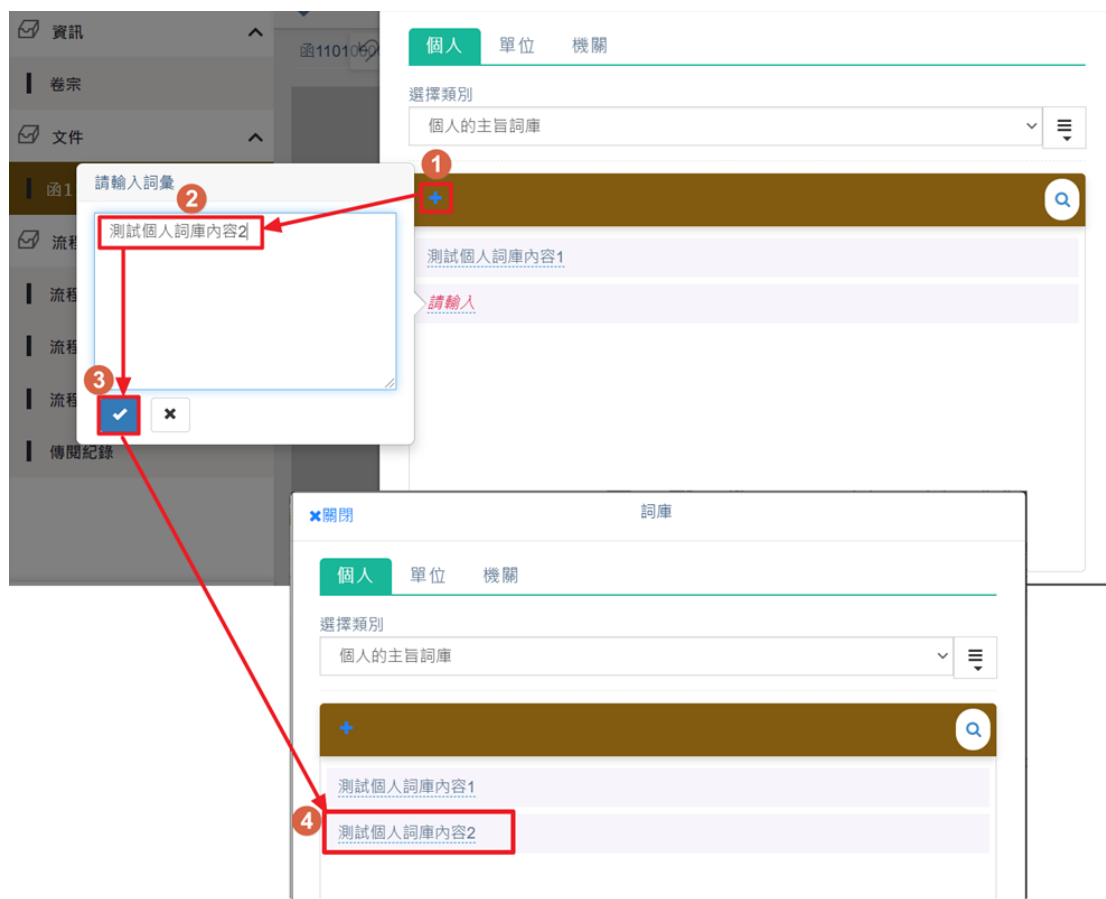 資訊
卷宗
文件
函1
流程
流程
流程
流程
傳閱紀錄
函1101000
個人 單位 機關
選擇類別
個人的主旨詞庫
1
測試個人詞庫內容1
請輸入
請輸入詞彙
2
測試個人詞庫內容2
3
關閉 詞庫
個人 單位 機關
選擇類別
個人的主旨詞庫
測試個人詞庫內容1
4
測試個人詞庫內容2